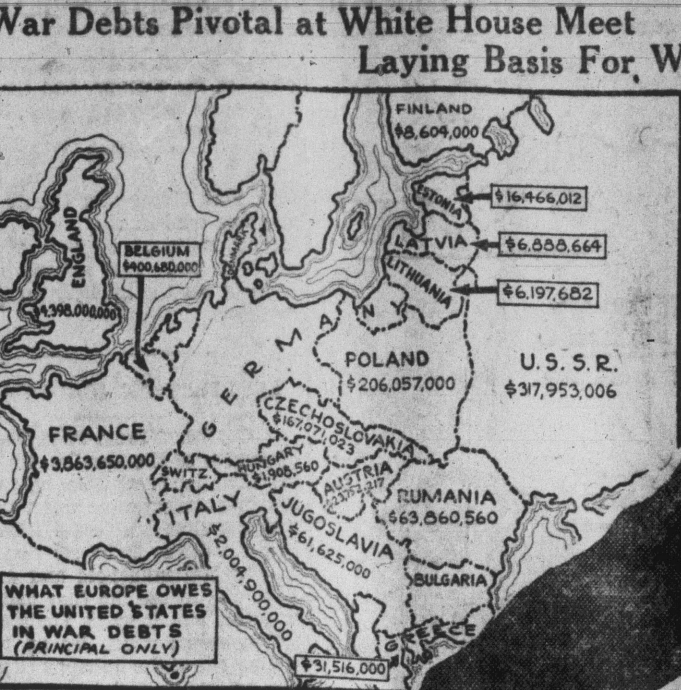 War Debts Pivotal at White House Meet
Laying Basis For, W
FINLAND
$8,604,000
ESTONIA
$16,466,012
LATVIA
$6,888,664
LITHUANIA
$6,197,682
ENGLAND
$4,398,000,000
BELGIUM
$400,680,000
DENMARK
GERMANY
POLAND
$206,057,000
U.S.S.R.
$317,953,006
CZECHOSLOVAKIA
$167,071,023
FRANCE
$3,863,650,000
SWITZ.
HUNGARY
$1,908,560
AUSTRIA
RUMANIA
$63,860,560
ITALY
$2,004,900,000
JUGOSLAVIA
$61,625,000
BULGARIA
GREECE
$31,516,000
WHAT EUROPE OWES
THE UNITED STATES
IN WAR DEBTS
(PRINCIPAL ONLY)